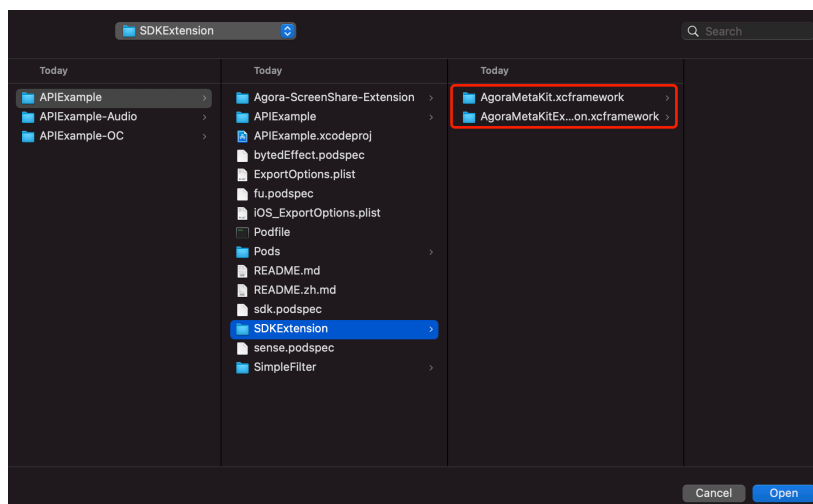 SDKExtension
Search
Today
APIExample
APIExample-Audio
APIExample-OC
Today
Agora-ScreenShare-Extension
APIExample
APIExample.xcodeproj
bytedEffect.podspec
ExportOptions.plist
fu.podspec
iOS_ExportOptions.plist
Podfile
Pods
README.md
README.zh.md
sdk.podspec
SDKExtension
sense.podspec
SimpleFilter
Today
AgoraMetaKit.xcframework
AgoraMetaKitEx...on.xcframework
Cancel
Open